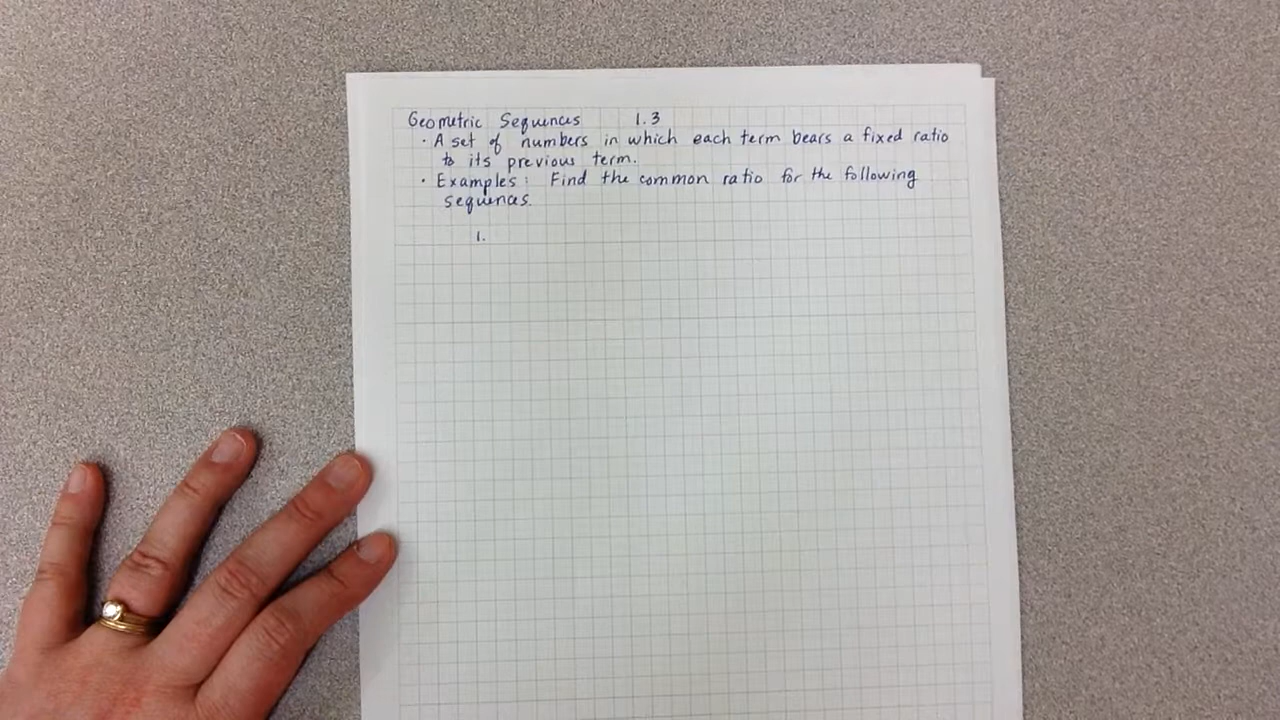 Geometric Sequences 1.3
· A set of numbers in which each term bears a fixed ratio
to its previous term.
· Examples: Find the common ratio for the following
sequences.
1.